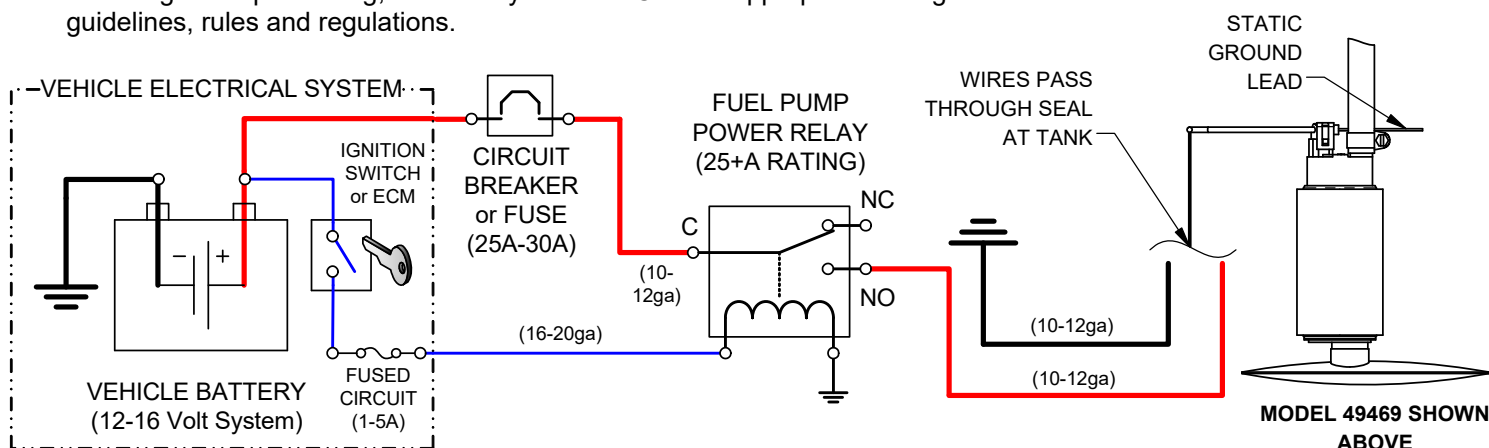 guidelines, rules and regulations.
VEHICLE ELECTRICAL SYSTEM
IGNITION
SWITCH
or ECM
- +
VEHICLE BATTERY
(12-16 Volt System)
FUSED
CIRCUIT
(1-5A)
CIRCUIT
BREAKER
or FUSE
(25A-30A)
(16-20ga)
FUEL PUMP
POWER RELAY
(25+A RATING)
C
NC
NO
(10-
12ga)
WIRES PASS
THROUGH SEAL
AT TANK
STATIC
GROUND
LEAD
(10-12ga)
(10-12ga)
MODEL 49469 SHOWN
ABOVE